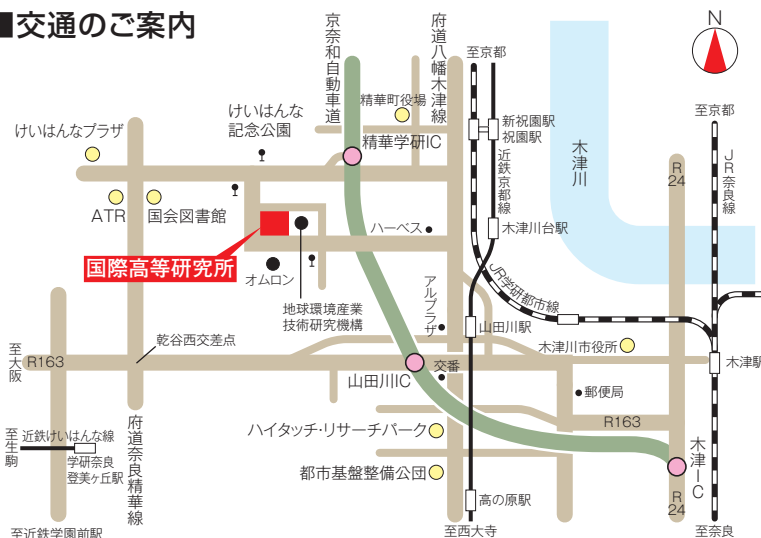 ■交通のご案内
N
京奈和自動車道
府道八幡木津線
至京都
精華町役場
新祝園駅
祝園駅
至京都
けいはんな
記念公園
けいはんなプラザ
精華学研IC
近鉄京都線
木津川
R
24
JR奈良線
ATR
国会図書館
ハーベス
木津川台駅
国際高等研究所
オムロン
地球環境産業
技術研究機構
アルプラザ
JR学研都市線
山田川駅
乾谷西交差点
木津川市役所
至大阪
R163
山田川IC
交番
木津駅
郵便局
ハイタッチ・リサーチパーク
R163
木津IC
至生駒
近鉄けいはんな線
学研奈良
登美ヶ丘駅
府道奈良精華線
都市基盤整備公団
高の原駅
R
24
至近鉄学園前駅
至西大寺
至奈良